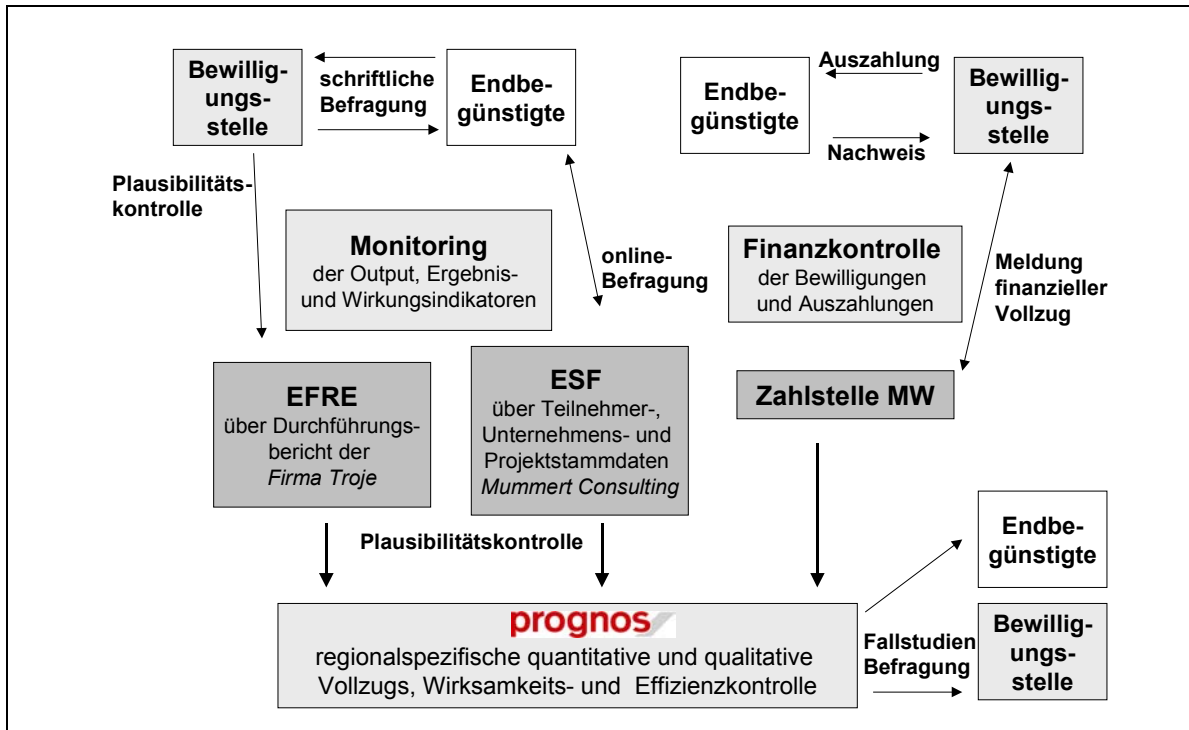 Bewillig-
ungs-
stelle
schriftliche
Befragung
Endbe-
günstigte
Endbe-
günstigte
Auszahlung
Nachweis
Bewillig-
ungs-
stelle
Plausibilitäts-
kontrolle
Monitoring
der Output, Ergebnis-
und Wirkungsindikatoren
online-
Befragung
Finanzkontrolle
der Bewilligungen
und Auszahlungen
Meldung
finanzieller
Vollzug
EFRE
über Durchführungs-
bericht der
Firma Troje
ESF
über Teilnehmer-,
Unternehmens- und
Projektstammdaten
Mummert Consulting
Zahlstelle MW
Plausibilitätskontrolle
Endbe-
günstigte
prognos
regionalspezifische quantitative und qualitative
Vollzugs, Wirksamkeits- und Effizienzkontrolle
Fallstudien
Befragung
Bewillig-
ungs-
stelle